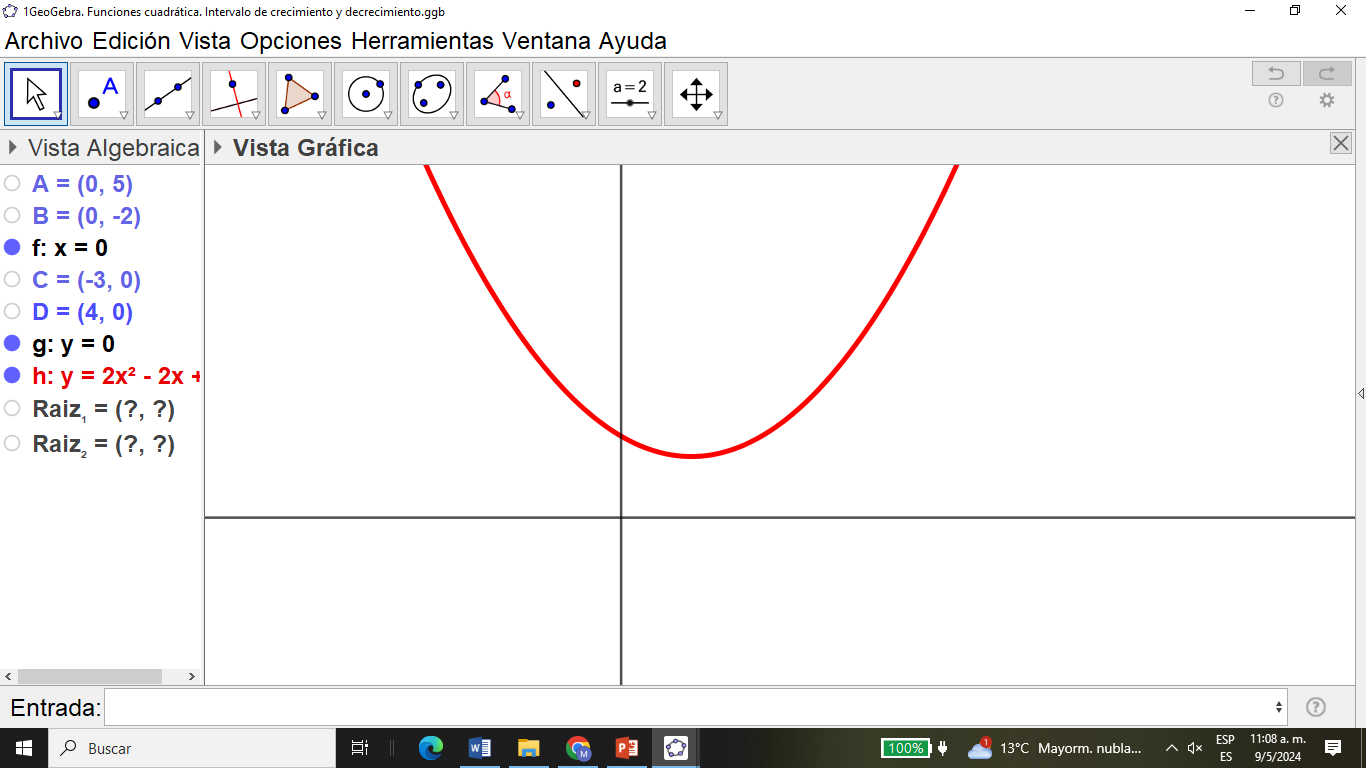 1GeoGebra. Funciones cuadrática. Intervalo de crecimiento y decrecimiento.ggb
Archivo Edición Vista Opciones Herramientas Ventana Ayuda
A
α
a = 2
Vista Algebraica
Vista Gráfica
A = (0, 5)
B = (0, -2)
f: x = 0
C = (-3, 0)
D = (4, 0)
g: y = 0
h: y = 2x² - 2x +
Raiz₁ = (?, ?)
Raiz₂ = (?, ?)
Entrada:
Buscar
100%
1
13°C Mayorm. nubla...
ESP
ES
11:08 a. m.
9/5/2024